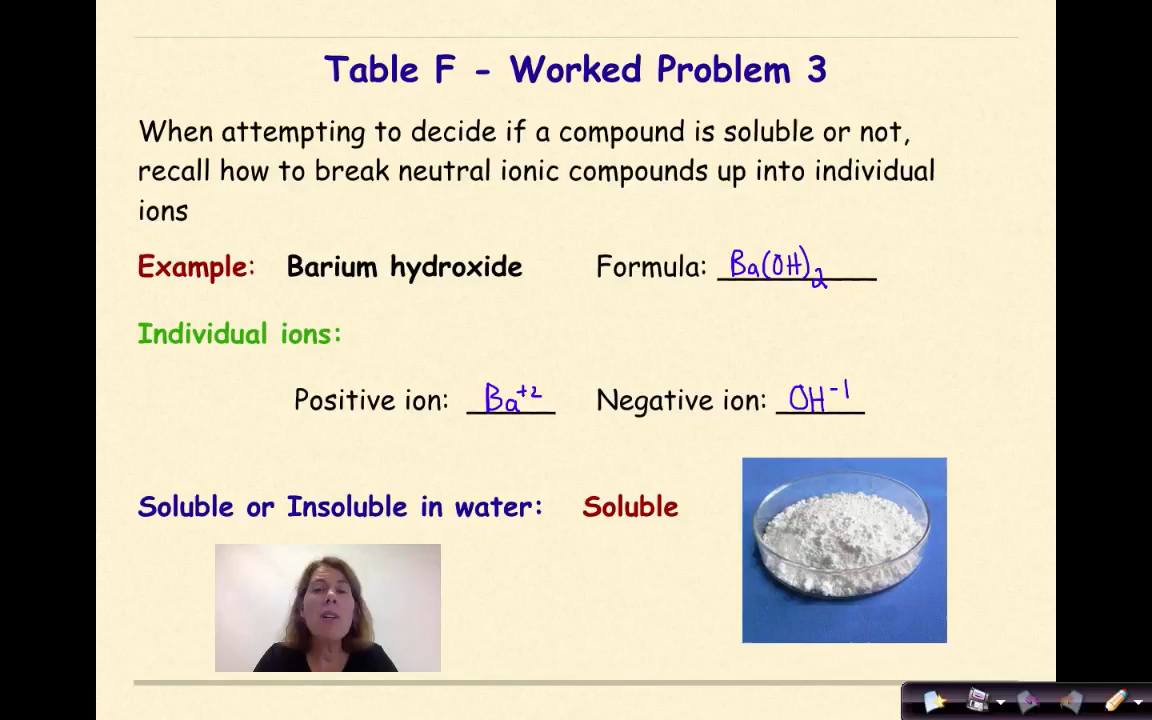 Table F - Worked Problem 3
When attempting to decide if a compound is soluble or not,
recall how to break neutral ionic compounds up into individual
ions
Example: Barium hydroxide Formula: Ba(OH)₂
Individual ions:
Positive ion: Ba⁺² Negative ion: OH⁻¹
Soluble or Insoluble in water: Soluble